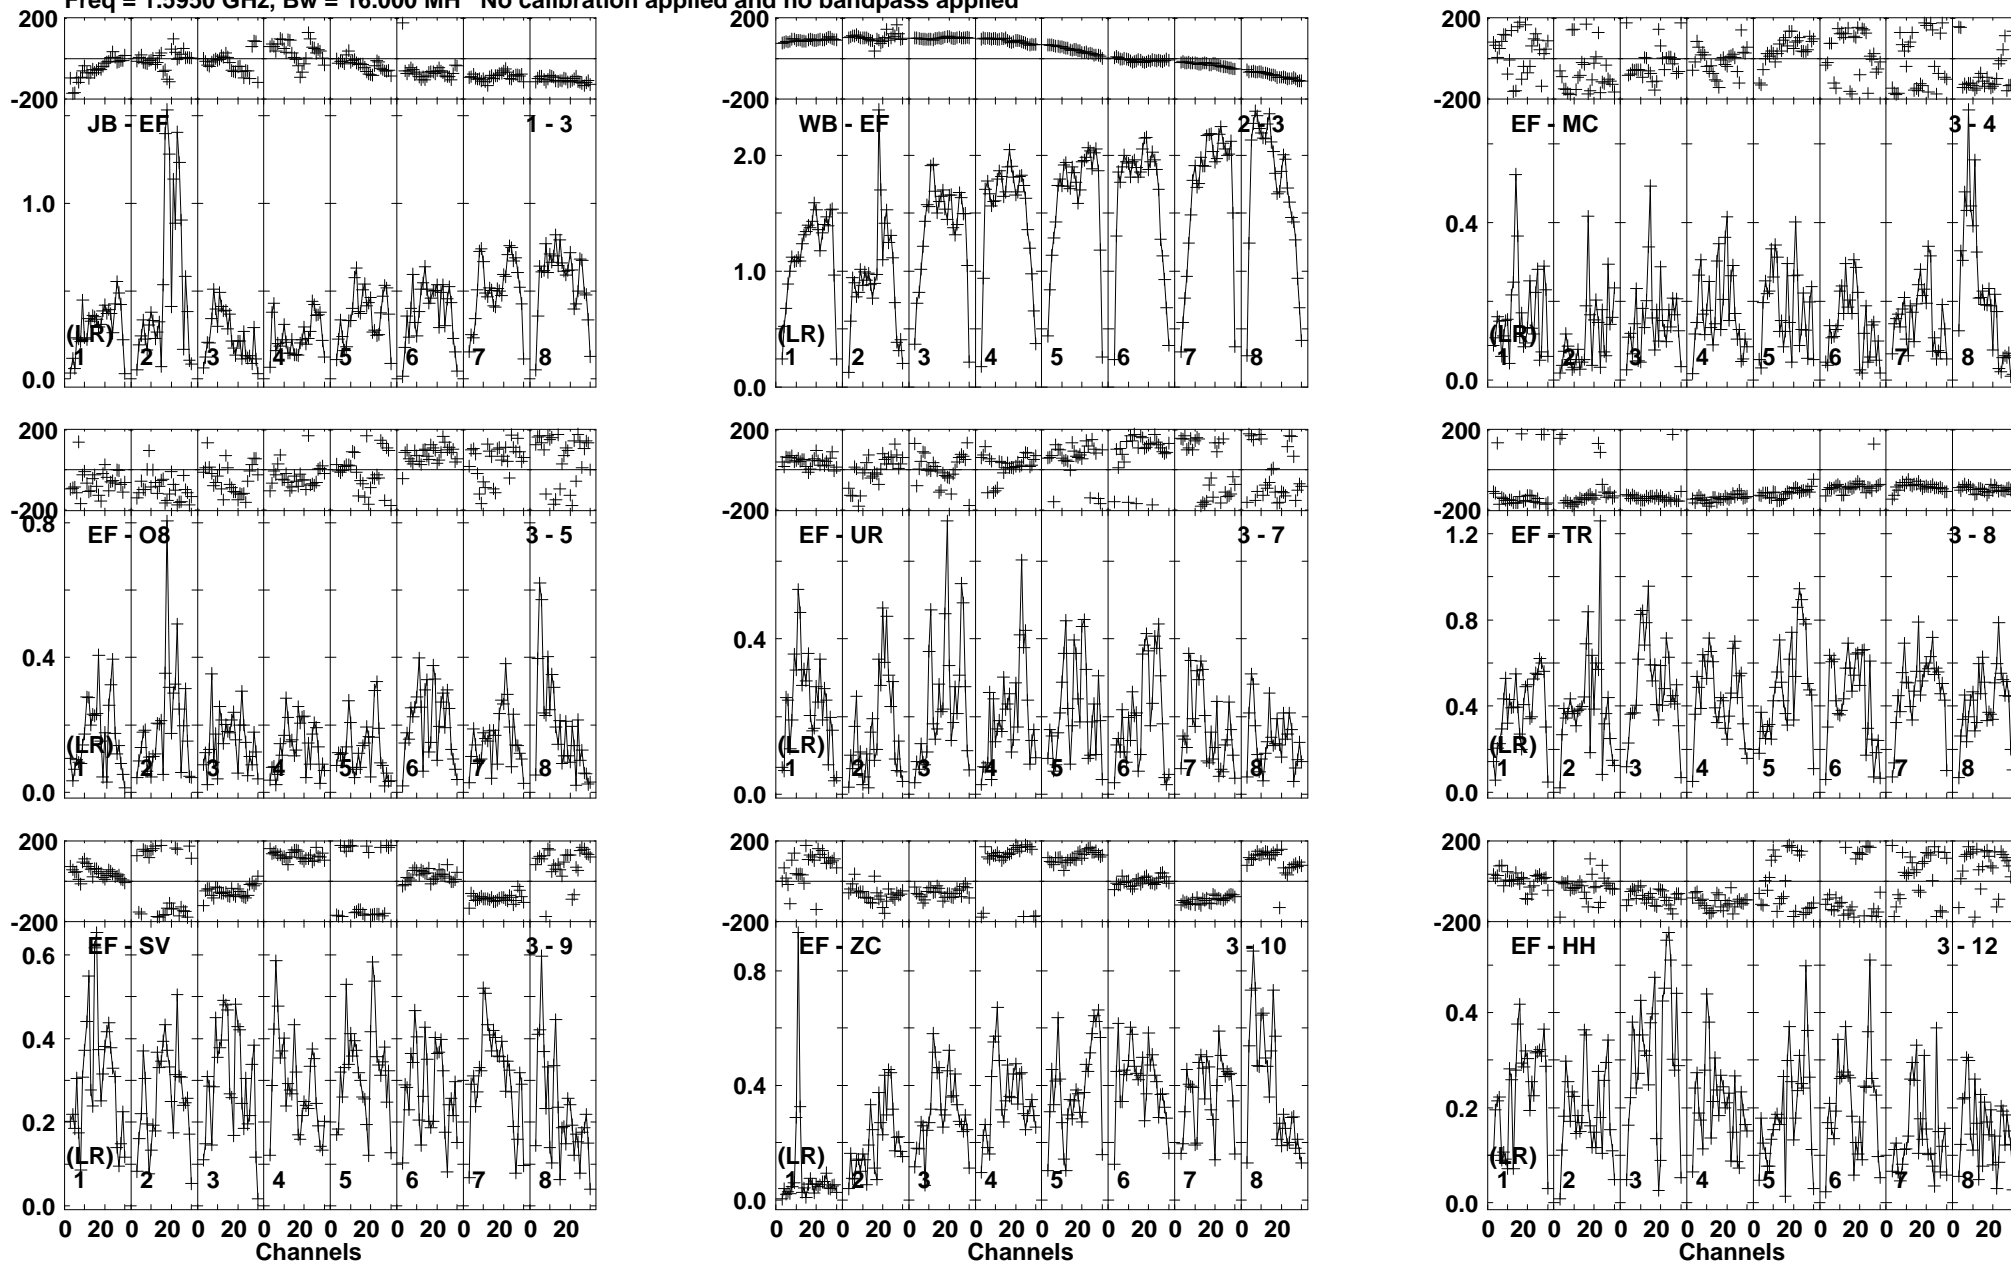 Freq = 1.5950 GHz, Bw = 16.000 MH No calibration applied and no bandpass applied
200
-200
JB - EF 1 - 3
1.0
0.0
(LR)
1 2 3 4 5 6 7 8
200
-200
WB - EF 2 - 3
2.0
1.0
0.0
(LR)
1 2 3 4 5 6 7 8
200
-200
EF - MC 3 - 4
0.4
0.0
(LR)
1 2 3 4 5 6 7 8
200
-200
EF - O8 3 - 5
0.8
0.4
0.0
(LR)
1 2 3 4 5 6 7 8
200
-200
EF - UR 3 - 7
0.4
0.0
(LR)
1 2 3 4 5 6 7 8
200
-200
EF - TR 3 - 8
1.2
0.8
0.4
0.0
(LR)
1 2 3 4 5 6 7 8
200
-200
EF - SV 3 - 9
0.6
0.4
0.2
0.0
(LR)
1 2 3 4 5 6 7 8
0 20 0 20 0 20 0 20 0 20 0 20 0 20 0 20
Channels
200
-200
EF - ZC 3 - 10
0.8
0.4
0.0
(LR)
1 2 3 4 5 6 7 8
0 20 0 20 0 20 0 20 0 20 0 20 0 20 0 20
Channels
200
-200
EF - HH 3 - 12
0.4
0.2
0.0
(LR)
1 2 3 4 5 6 7 8
0 20 0 20 0 20 0 20 0 20 0 20 0 20 0 20
Channels